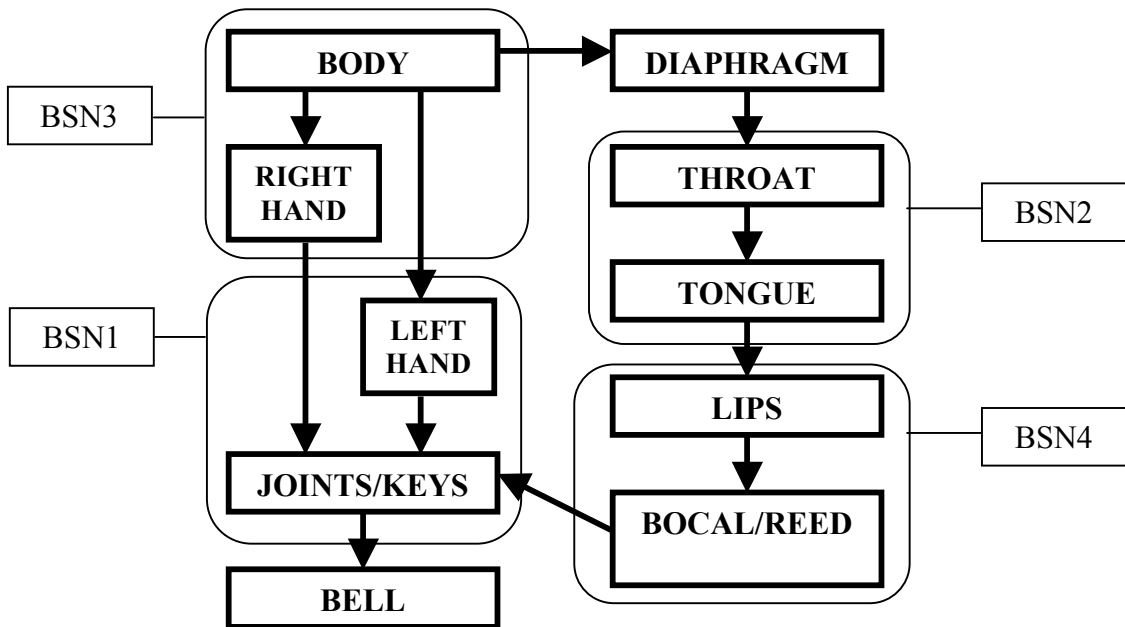 BODY
DIAPHRAGM
BSN3
RIGHT
HAND
THROAT
BSN2
TONGUE
BSN1
LEFT
HAND
LIPS
BSN4
JOINTS/KEYS
BOCAL/REED
BELL